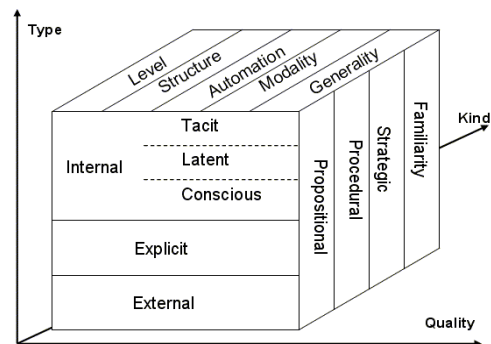 Type
Level
Structure
Automation
Modality
Generality
Kind
Tacit
Internal
Latent
Conscious
Explicit
External
Propositional
Procedural
Strategic
Familiarity
Quality